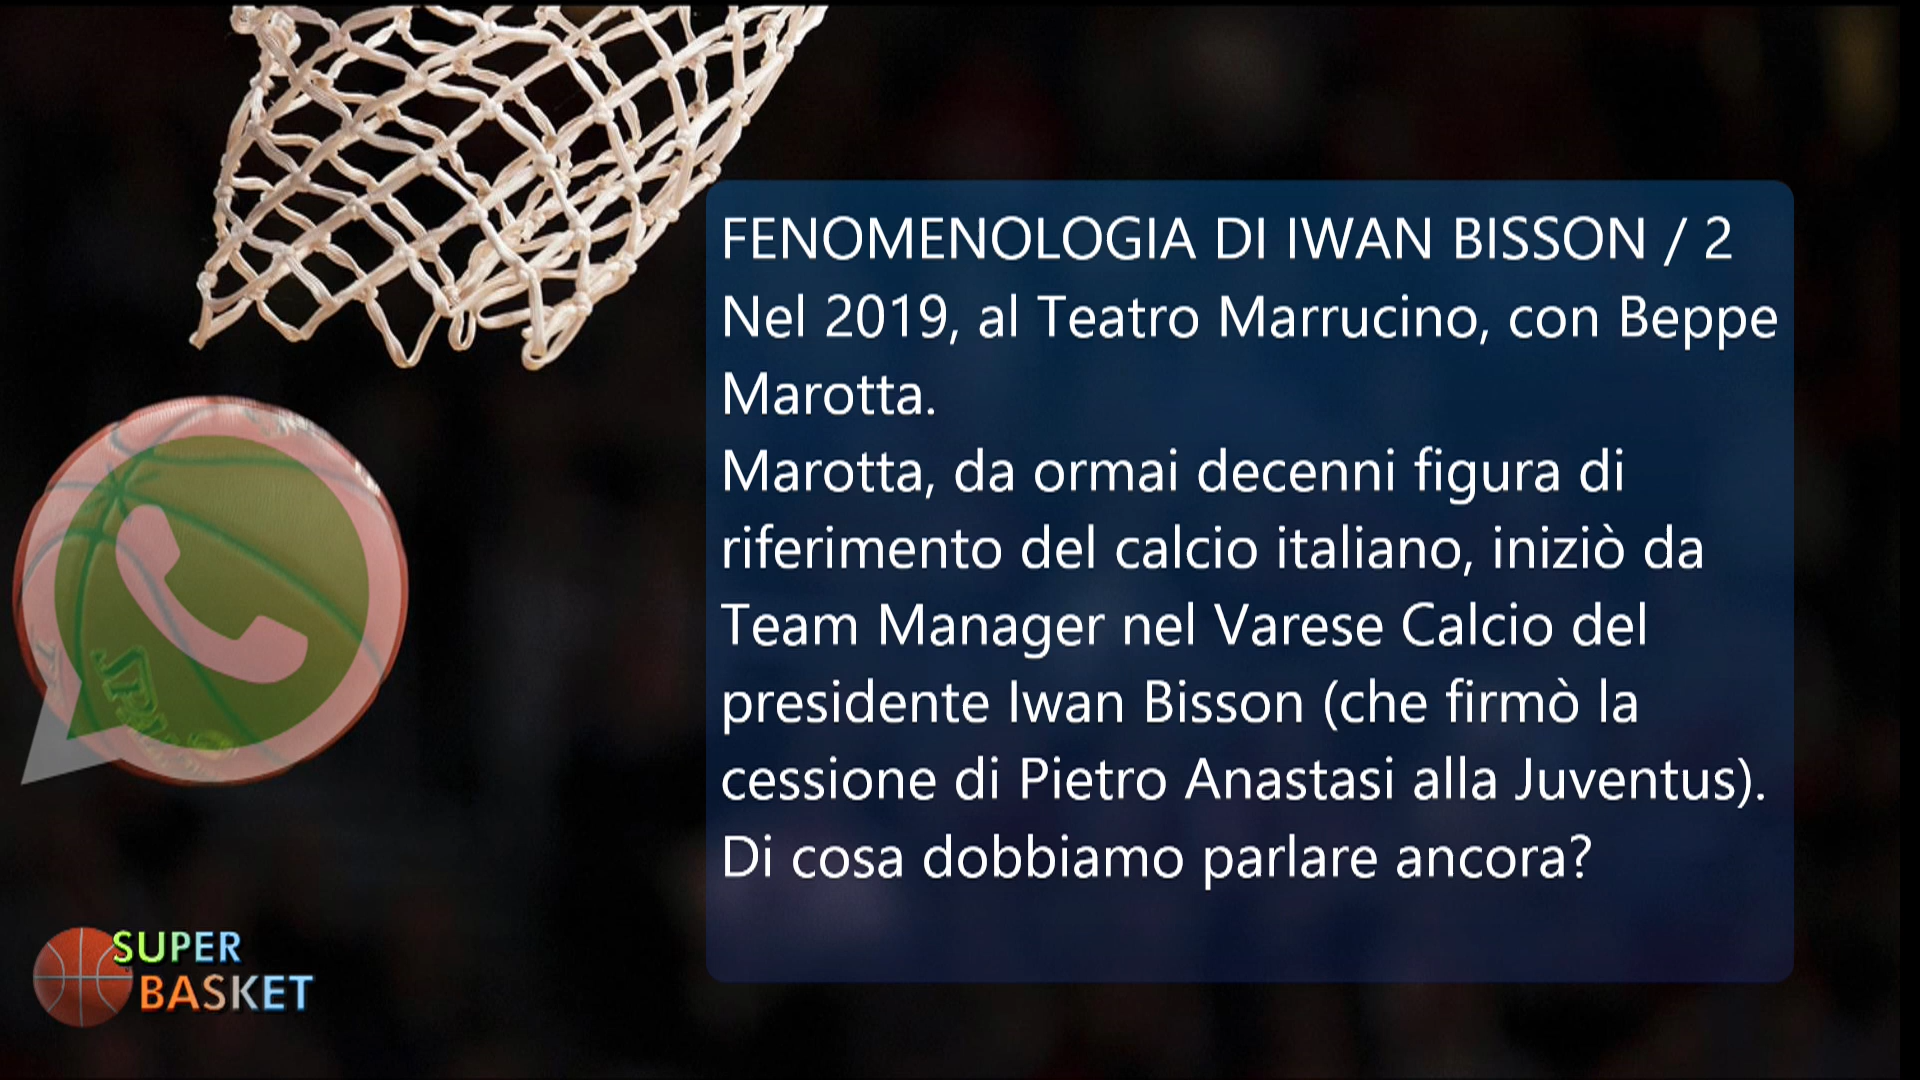 FENOMENOLOGIA DI IWAN BISSON / 2
Nel 2019, al Teatro Marrucino, con Beppe
Marotta.
Marotta, da ormai decenni figura di
riferimento del calcio italiano, iniziò da
Team Manager nel Varese Calcio del
presidente Iwan Bisson (che firmò la
cessione di Pietro Anastasi alla Juventus).
Di cosa dobbiamo parlare ancora?
SUPER
BASKET